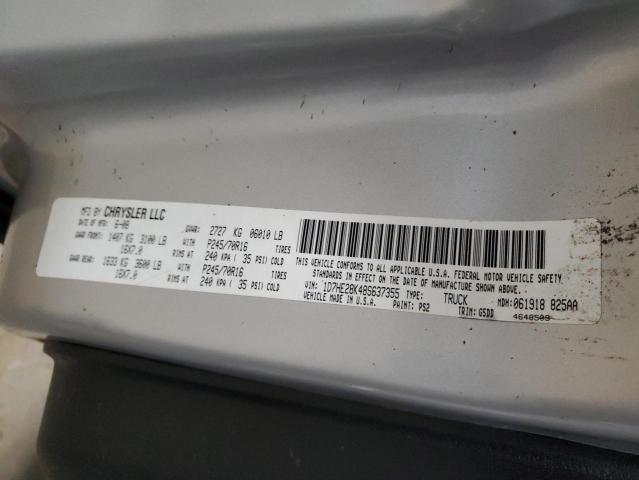 MFD BY CHRYSLER LLC
DATE OF MFR: 6-08 GVWR: 2727 KG 06010 LB
GAWR FRONT: 1407 KG 3100 LB WITH P245/70R16 TIRES
16X7.0 RIMS AT 240 KPA ( 35 PSI) COLD
GAWR REAR: 1633 KG 3600 LB WITH P245/70R16 TIRES
16X7.0 RIMS AT 240 KPA ( 35 PSI) COLD
THIS VEHICLE CONFORMS TO ALL APPLICABLE U.S.A. FEDERAL MOTOR VEHICLE SAFETY
STANDARDS IN EFFECT ON THE DATE OF MANUFACTURE SHOWN ABOVE.
VIN: 1D7HE28K48S637355 TYPE: TRUCK MDH: 061918 825AA
VEHICLE MADE IN U.S.A. PAINT: PS2 TRIM: G5DD
4648509